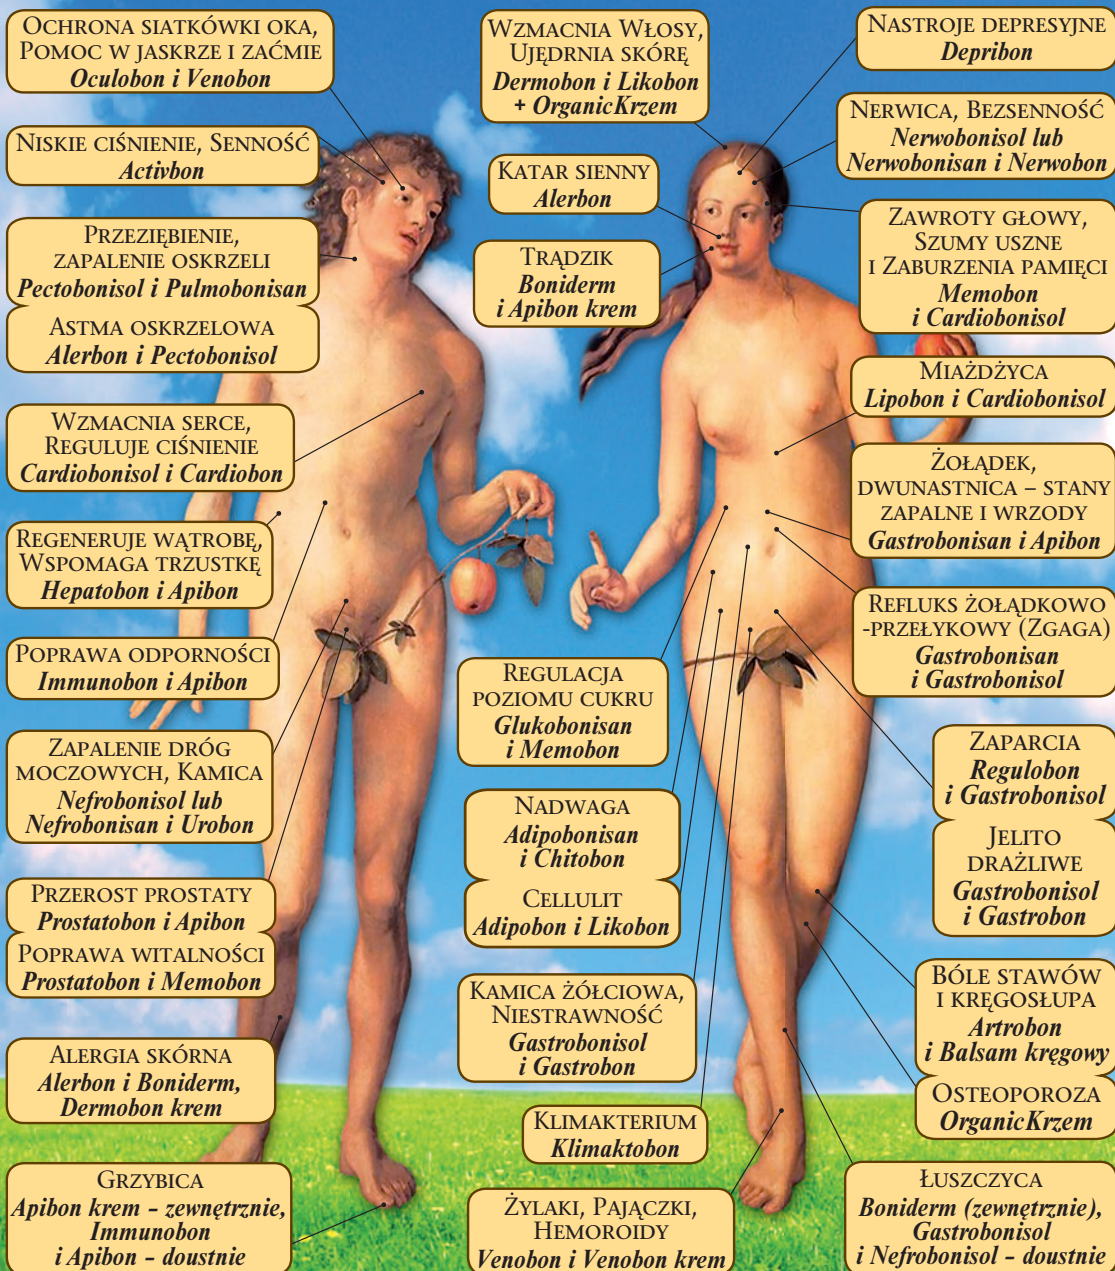 OCHRONA SIATKÓWKI OKA,
POMOC W JASKRZE I ZAĆMIE
Oculobon i Venobon
NISKIE CIŚNIENIE, SENNOŚĆ
Activbon
PRZEZIĘBIENIE,
ZAPALENIE OSKRZELI
Pectobonisol i Pulmobonisan
ASTMA OSKRZELOWA
Alerbon i Pectobonisol
WZMACNIA SERCE,
REGULUJE CIŚNIENIE
Cardiobonisol i Cardiobon
REGENERUJE WĄTROBĘ,
WSPOMAGA TRZUSTKĘ
Hepatobon i Apibon
POPRAWA ODPORNOŚCI
Immunobon i Apibon
ZAPALENIE DRÓG
MOCZOWYCH, KAMICA
Nefrobonisol lub
Nefrobonisan i Urobon
PRZEROST PROSTATY
Prostatobon i Apibon
POPRAWA WITALNOŚCI
Prostatobon i Memobon
ALERGIA SKÓRNA
Alerbon i Boniderm,
Dermobon krem
GRZYBICA
Apibon krem - zewnętrznie,
Immunobon
i Apibon - doustnie
WZMACNIA WŁOSY,
UJĘDRNIA SKÓRĘ
Dermobon i Likobon
+ OrganicKrzem
KATAR SIENNY
Alerbon
TRĄDZIK
Boniderm
i Apibon krem
REGULACJA
POZIOMU CUKRU
Glukobonisan
i Memobon
NADWAGA
Adipobonisan
i Chitobon
CELLULIT
Adipobon i Likobon
KAMICA ŻÓŁCIOWA,
NIESTRAWNOŚĆ
Gastrobonisol
i Gastrobon
KLIMAKTERIUM
Klimaktobon
ŻYLAKI, PAJĄCZKI,
HEMOROIDY
Venobon i Venobon krem
NASTROJE DEPRESYJNE
Depribon
NERWICA, BEZSENNOŚĆ
Nerwobonisol lub
Nerwobonisan i Nerwobon
ZAWROTY GŁOWY,
SZUMY USZNE
I ZABURZENIA PAMIĘCI
Memobon
i Cardiobonisol
MIAŻDŻYCA
Lipobon i Cardiobonisol
ŻOŁĄDEK,
DWUNASTNICA – STANY
ZAPALNE I WRZODY
Gastrobonisan i Apibon
REFLUKS ŻOŁĄDKOWO
-PRZEŁYKOWY (ZGAGA)
Gastrobonisan
i Gastrobonisol
ZAPARCIA
Regulobon
i Gastrobonisol
JELITO
DRAŻLIWE
Gastrobonisol
i Gastrobon
BÓLE STAWÓW
I KRĘGOSŁUPA
Artrobon
i Balsam kręgowy
OSTEOPOROZA
OrganicKrzem
ŁUSZCZYCA
Boniderm (zewnętrznie),
Gastrobonisol
i Nefrobonisol - doustnie